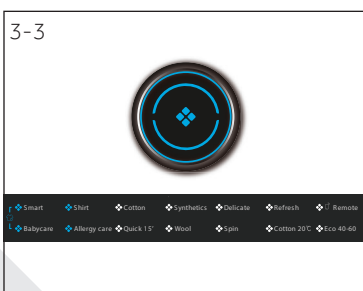 3-3
Smart Shirt Cotton Synthetics Delicate Refresh Remote
Babycare Allergy care Quick 15' Wool Spin Cotton 20℃ Eco 40-60